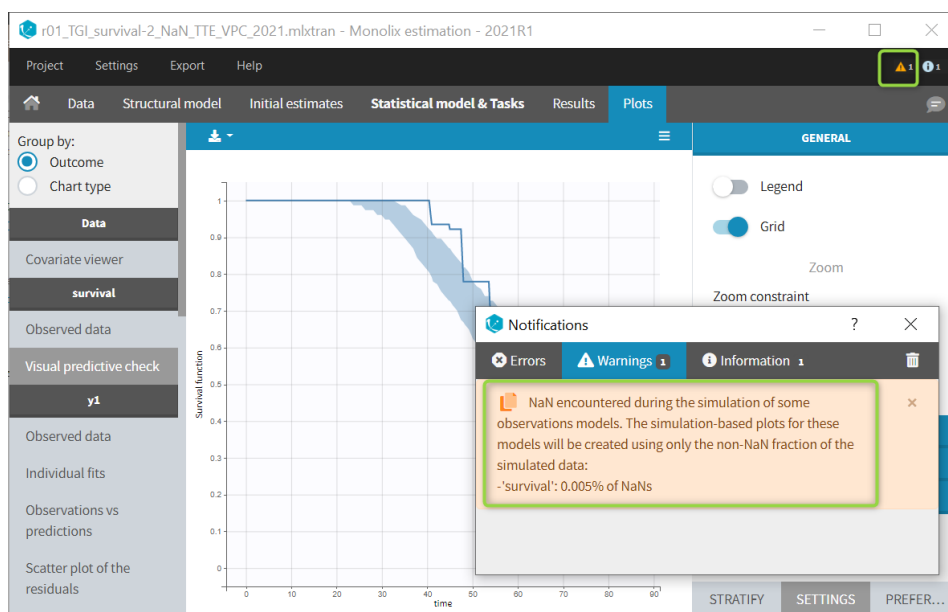 r01_TGI_survival-2_NaN_TTE_VPC_2021.mlxtran - Monolix estimation - 2021R1
Project Settings Export Help
1 1
Data Structural model Initial estimates Statistical model & Tasks Results Plots
Group by:
Outcome
Chart type
Data
Covariate viewer
survival
Observed data
Visual predictive check
y1
Observed data
Individual fits
Observations vs
predictions
Scatter plot of the
residuals
Survival function
1
0.9
0.8
0.7
0.6
0.5
0.4
0.3
0.2
0.1
0
0 10 20 30 40 50 60 70 80 90
time
GENERAL
Legend
Grid
Zoom
Zoom constraint
Notifications ?
Errors Warnings 1 Information 1
NaN encountered during the simulation of some
observations models. The simulation-based plots for these
models will be created using only the non-NaN fraction of the
simulated data:
-'survival': 0.005% of NaNs
STRATIFY SETTINGS PREFER...